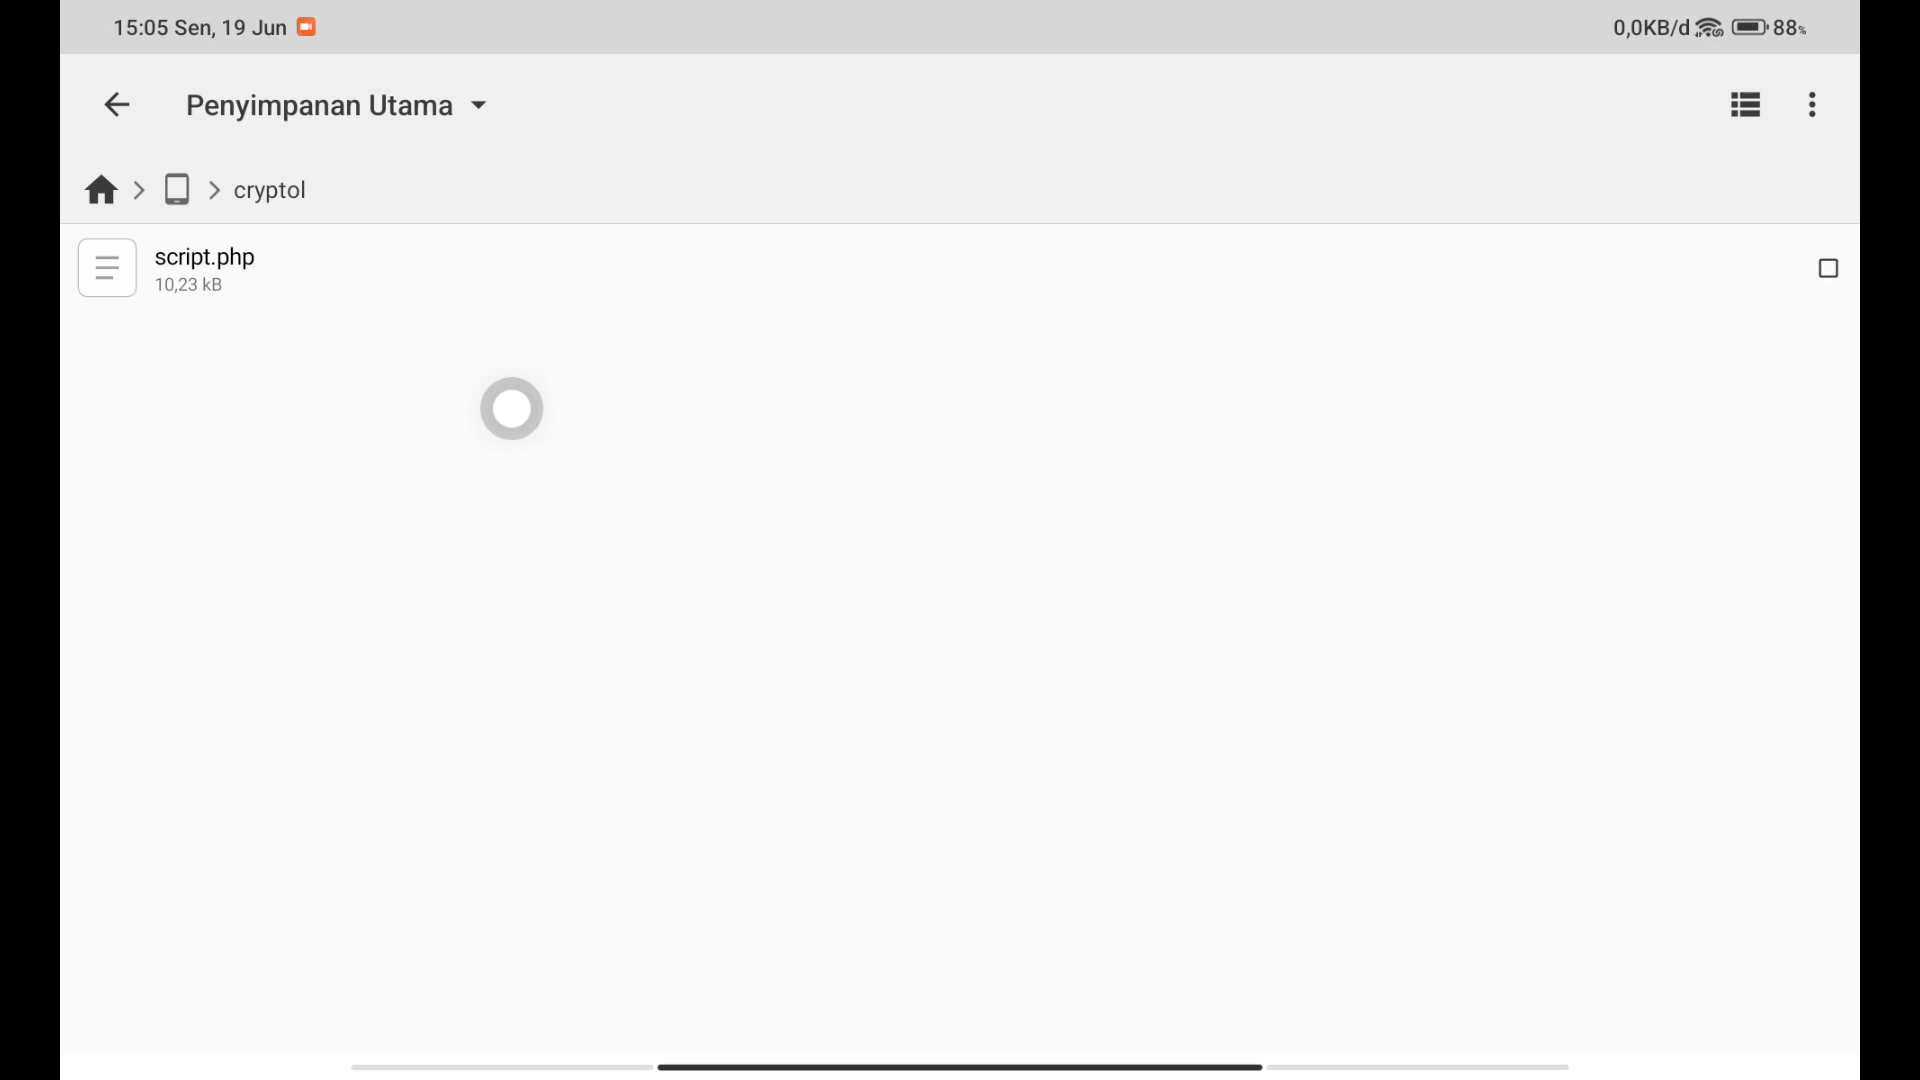 15:05 Sen, 19 Jun
0,0KB/d 88%
Penyimpanan Utama
cryptol
script.php
10,23 kB